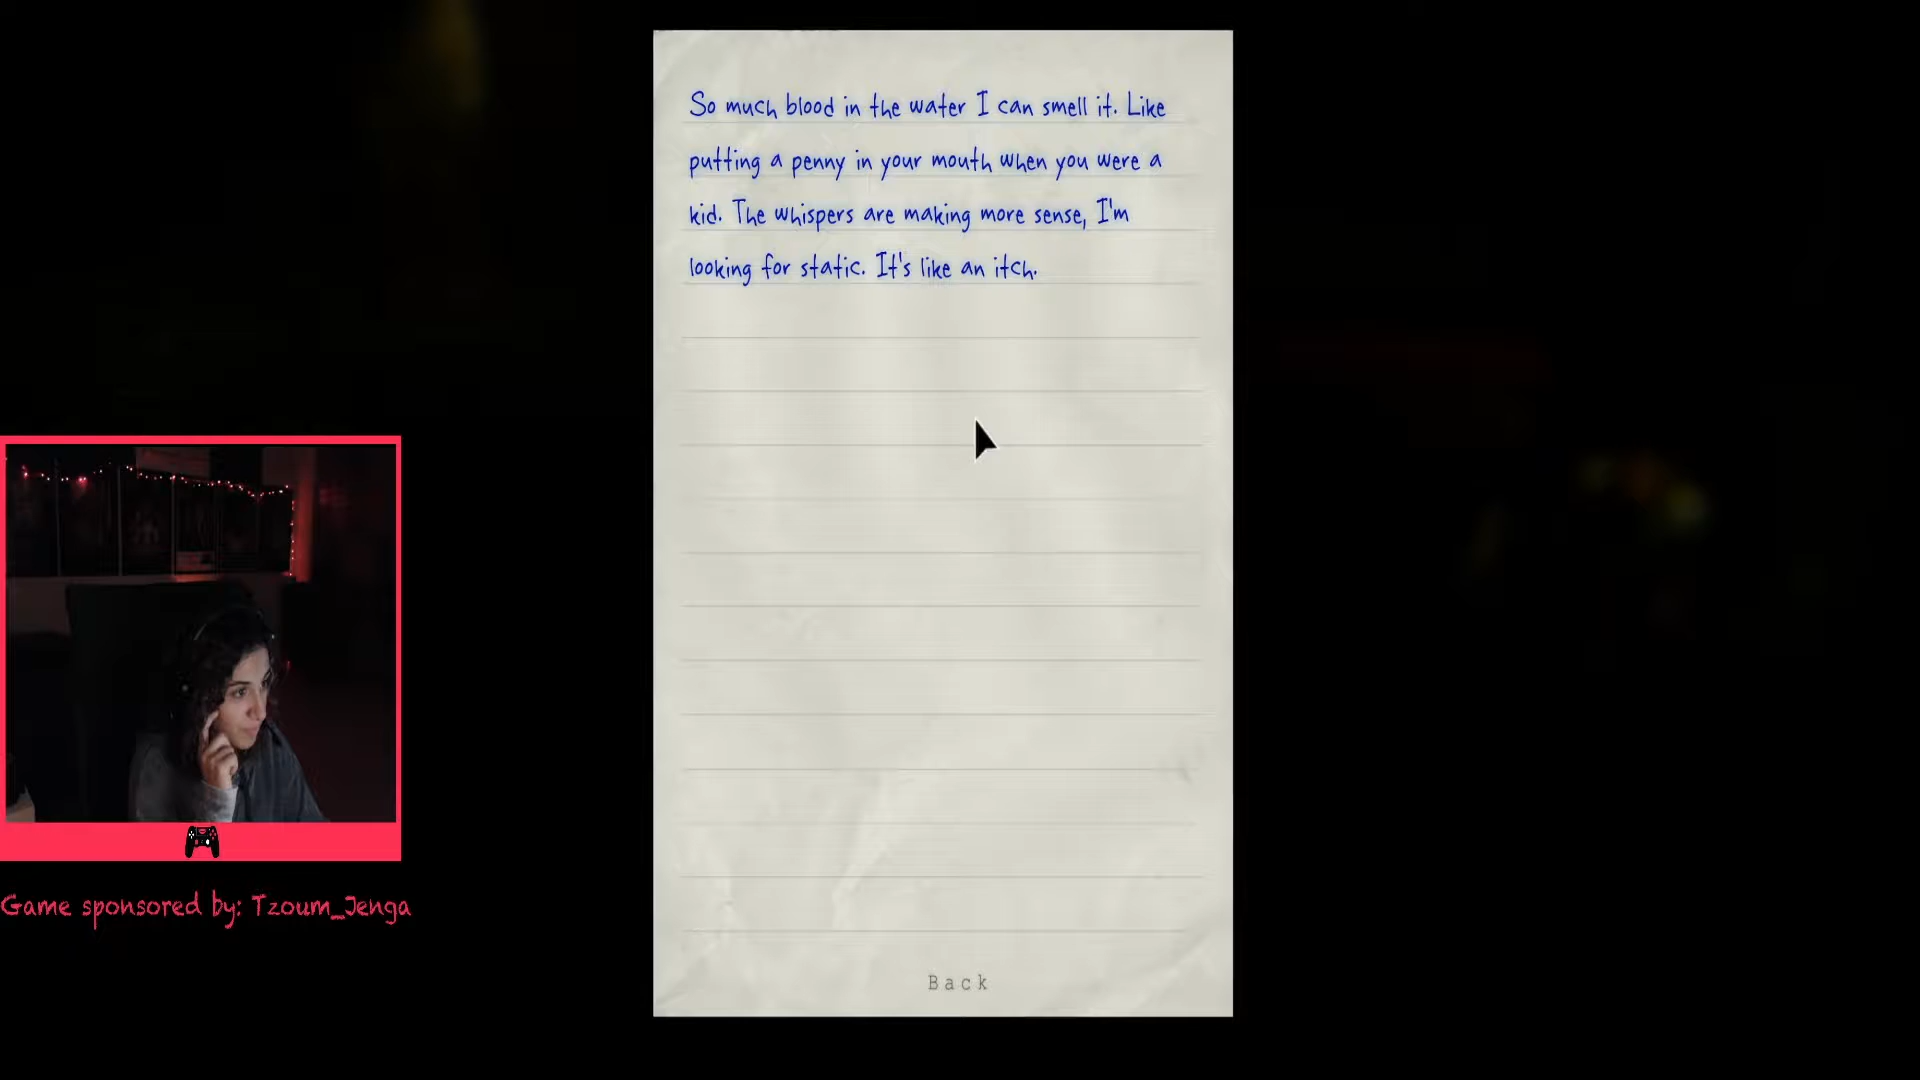 So much blood in the water I can smell it. Like
putting a penny in your mouth when you were a
kid. The whispers are making more sense, I'm
looking for static. It's like an itch.
Back
Game sponsored by: Tzoum_Jenga